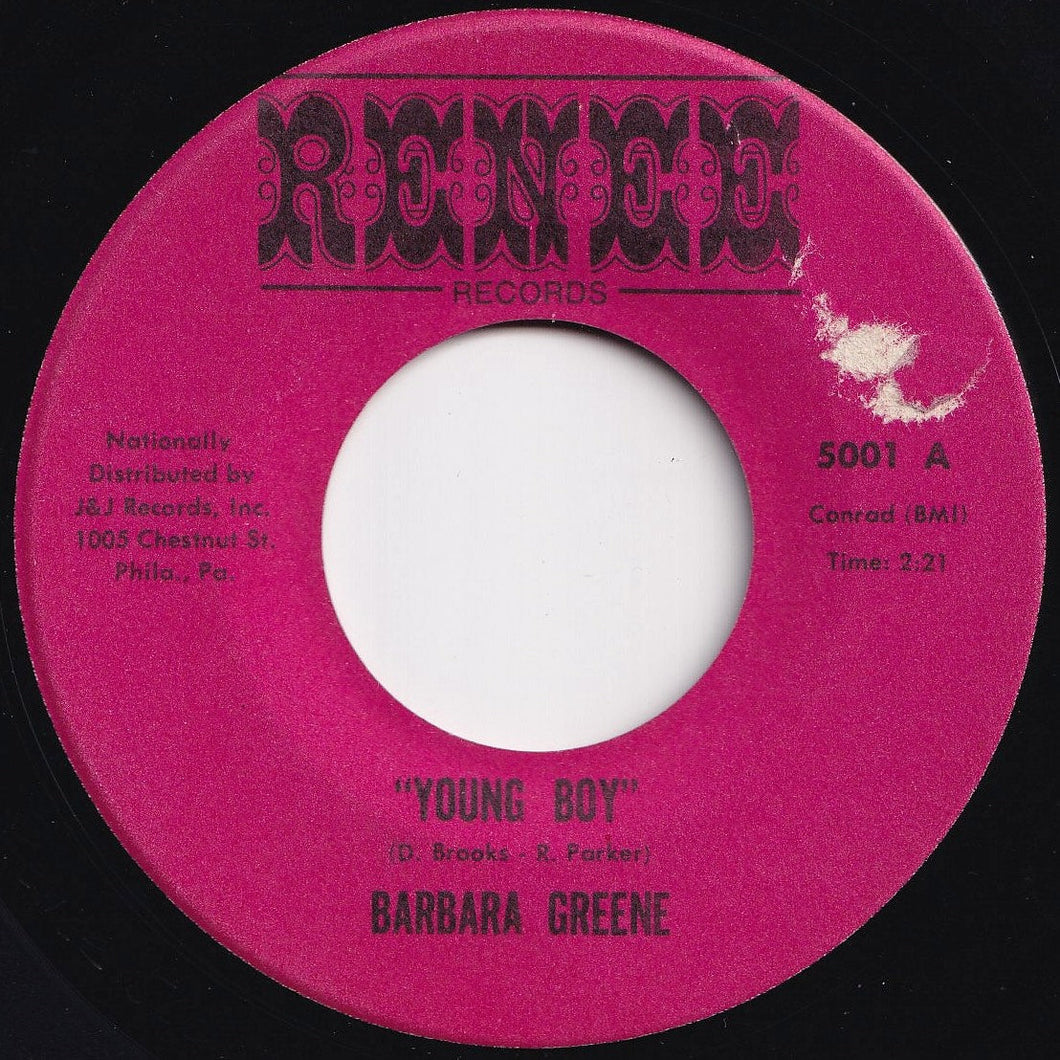 RENEE
RECORDS
Nationally
Distributed by
J&J Records, Inc.
1005 Chestnut St.
Phila., Pa.
5001 A
Conrad (BMI)
Time: 2:21
"YOUNG BOY"
(D. Brooks - R. Parker)
BARBARA GREENE